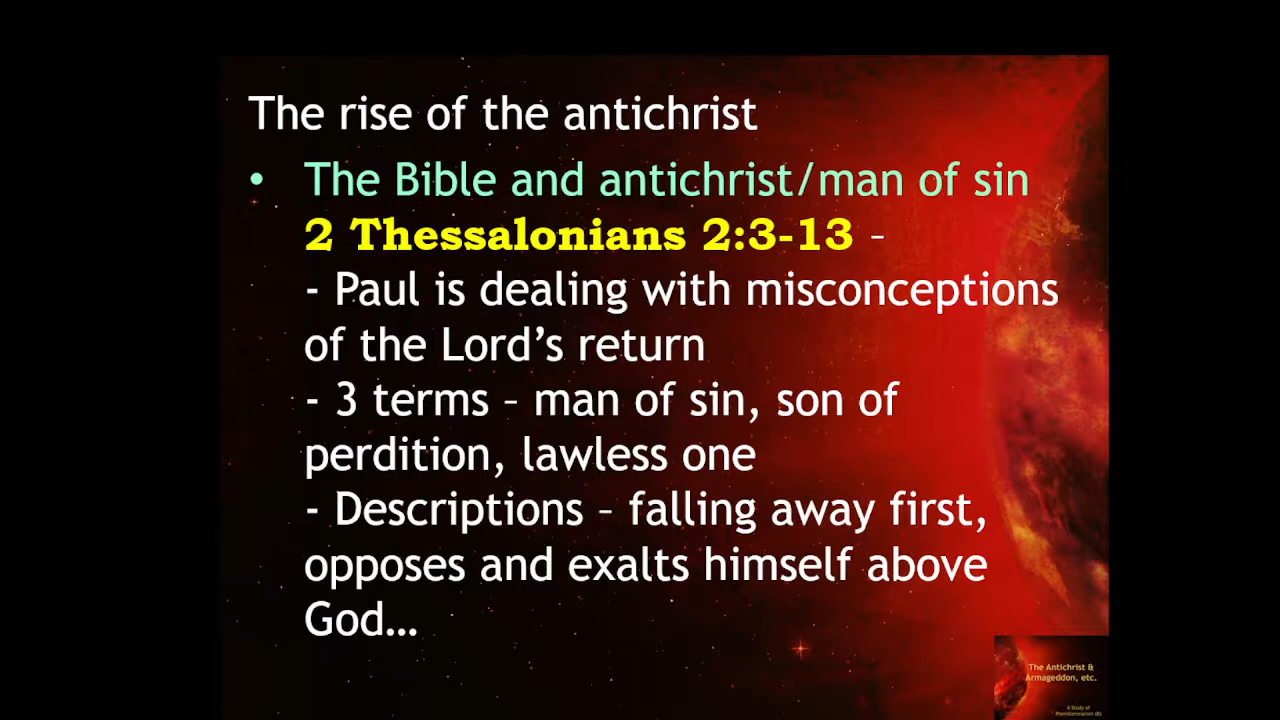 The rise of the antichrist
• The Bible and antichrist/man of sin
2 Thessalonians 2:3-13 –
- Paul is dealing with misconceptions
of the Lord’s return
- 3 terms – man of sin, son of
perdition, lawless one
- Descriptions – falling away first,
opposes and exalts himself above
God…
The Antichrist &
Armageddon, etc.
A Study of